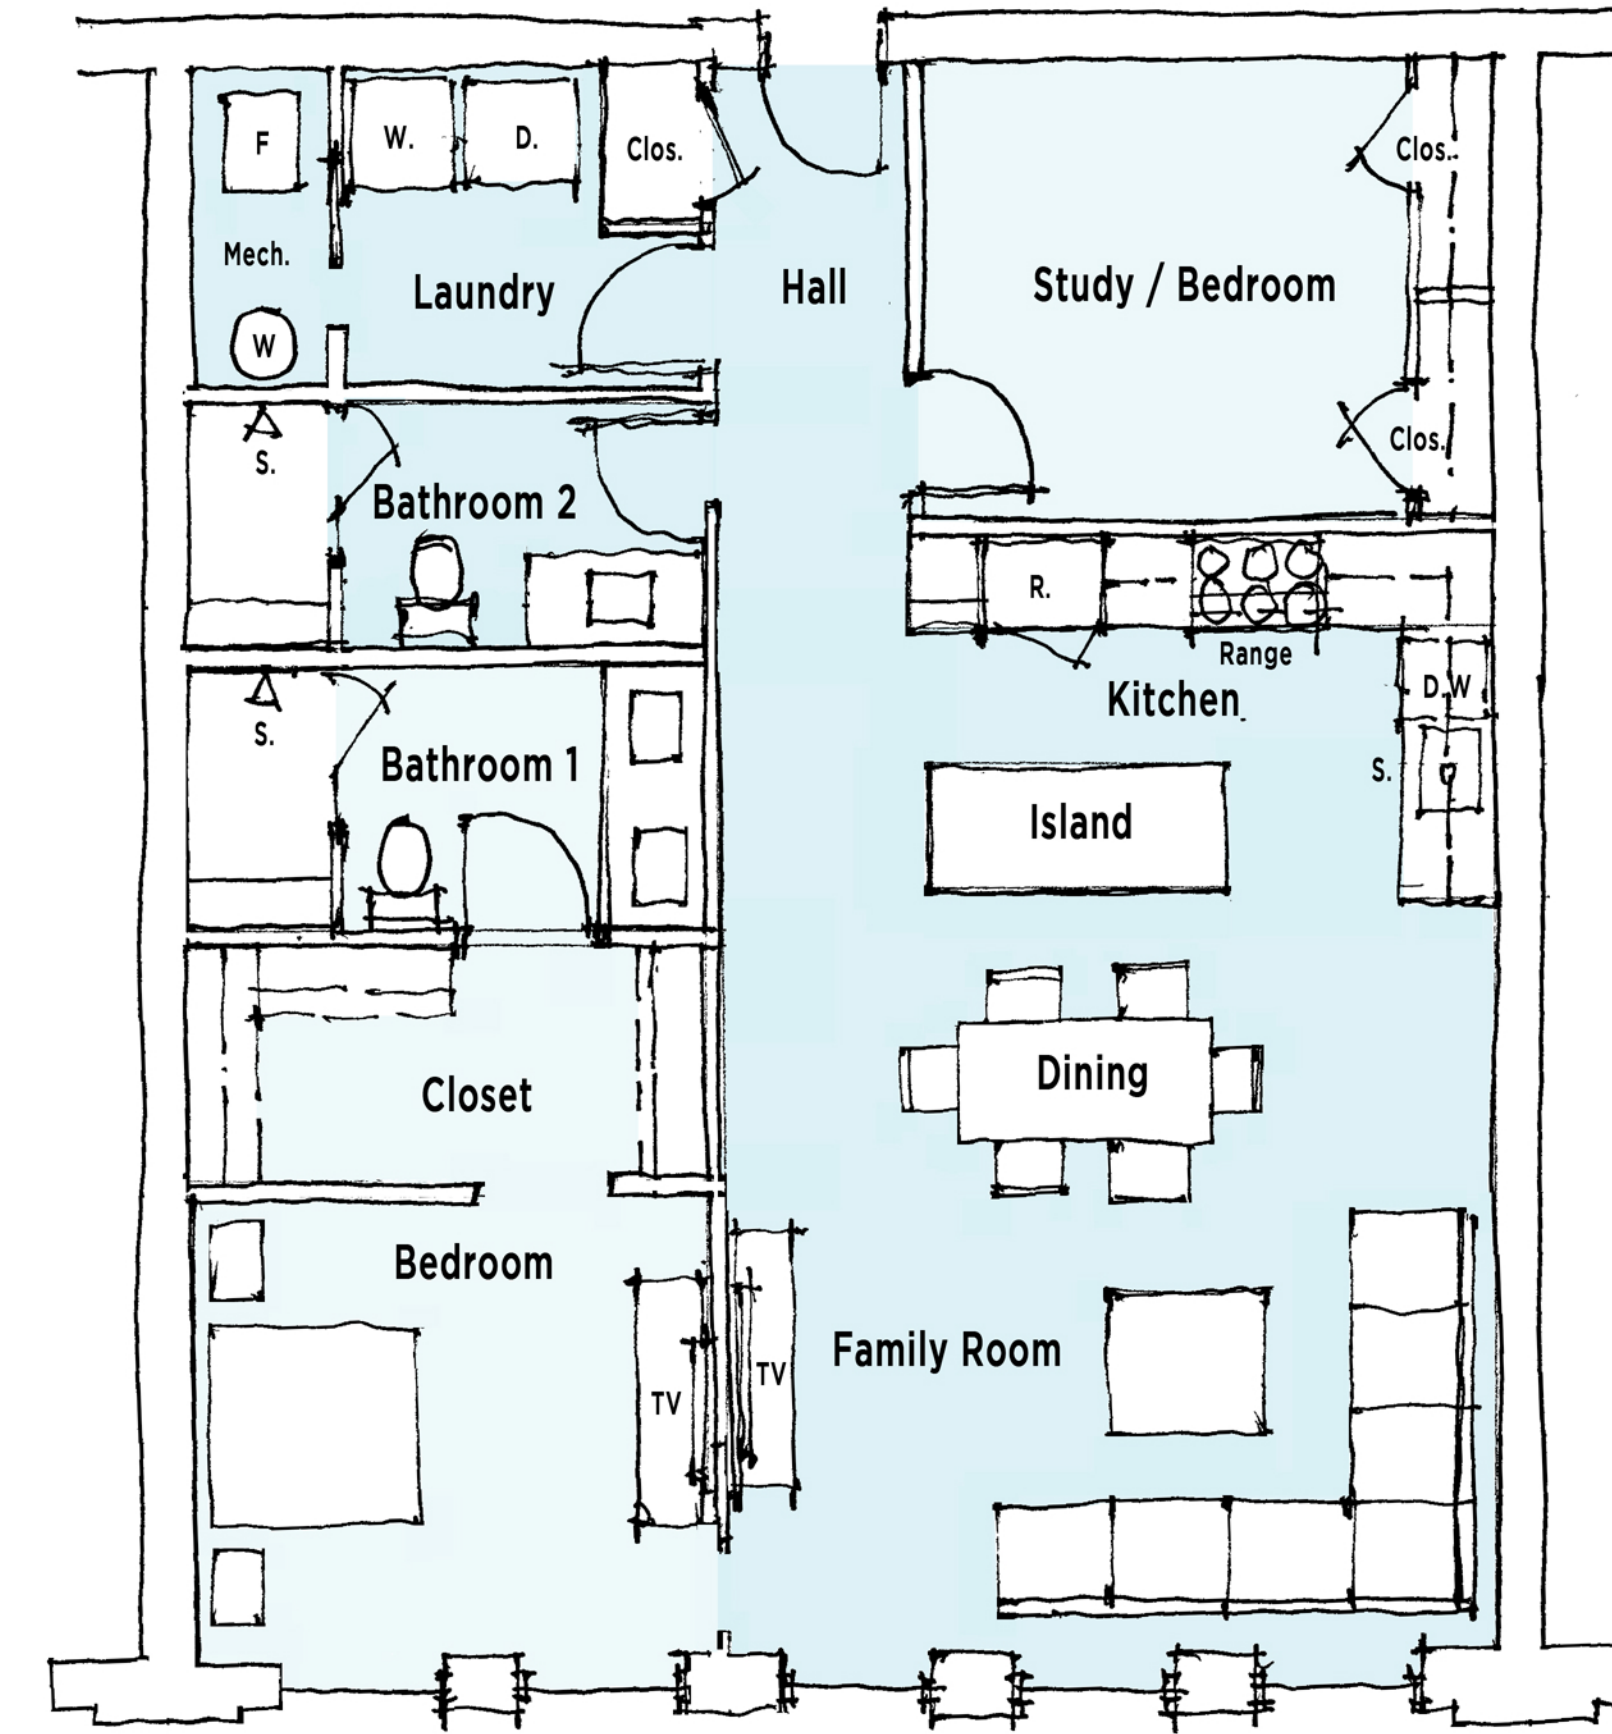 F
W.
D.
Clos.
Clos.
Mech.
Laundry
Hall
Study / Bedroom
W
S.
Bathroom 2
Clos.
R.
Range
Kitchen
D.W
S.
Bathroom 1
S.
Island
Dining
Closet
Bedroom
Family Room
TV
TV